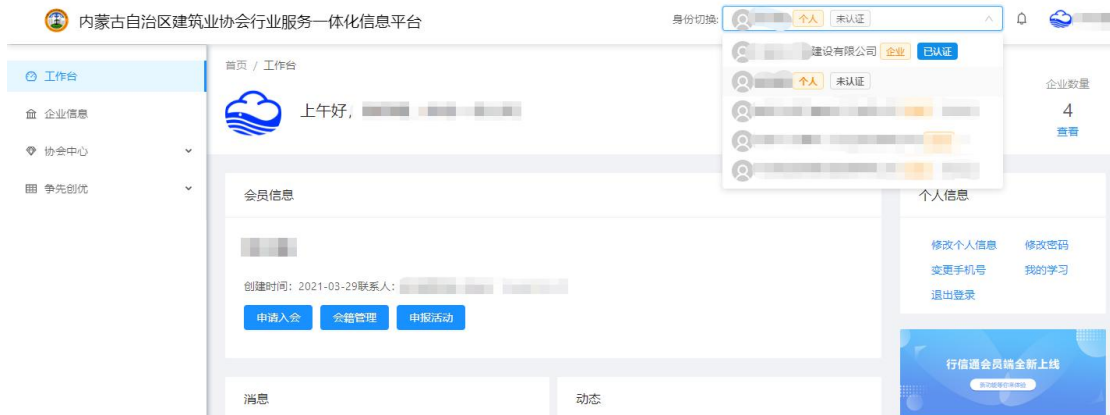 内蒙古自治区建筑业协会行业服务一体化信息平台
身份切换:
个人 未认证
建设有限公司 企业 已认证
个人 未认证
工作台
企业信息
协会中心
争先创优
首页 / 工作台
上午好,
企业数量
4
查看
会员信息
创建时间: 2021-03-29联系人:
申请入会 会籍管理 申报活动
个人信息
修改个人信息 修改密码
变更手机号 我的学习
退出登录
行信通会员端全新上线
消息
动态